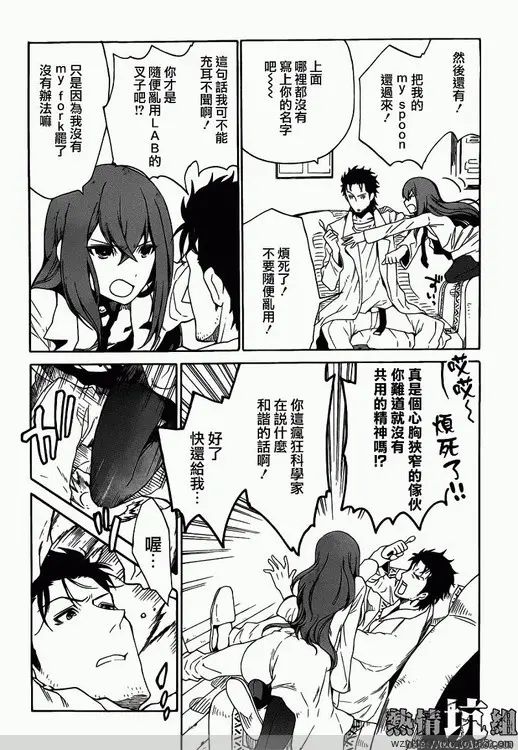 然後還有！
把我的
my spoon
還過來！
上面
哪裡都沒有
寫上你的名字
吧～～
煩死了！
不要隨便亂用！
這句話我可不能
充耳不聞啊
你才是
隨便亂用LAB的
叉子吧!?
只是因為我沒有
my fork罷了
沒有辦法嘛
哎哎～
煩死了!!
真是個心胸狹窄的傢伙
你難道就沒有
共用的精神嗎!?
你這瘋狂科學家
在説什麼
和諧的話啊！
好了
快還給我…
喔…
熱情坑組